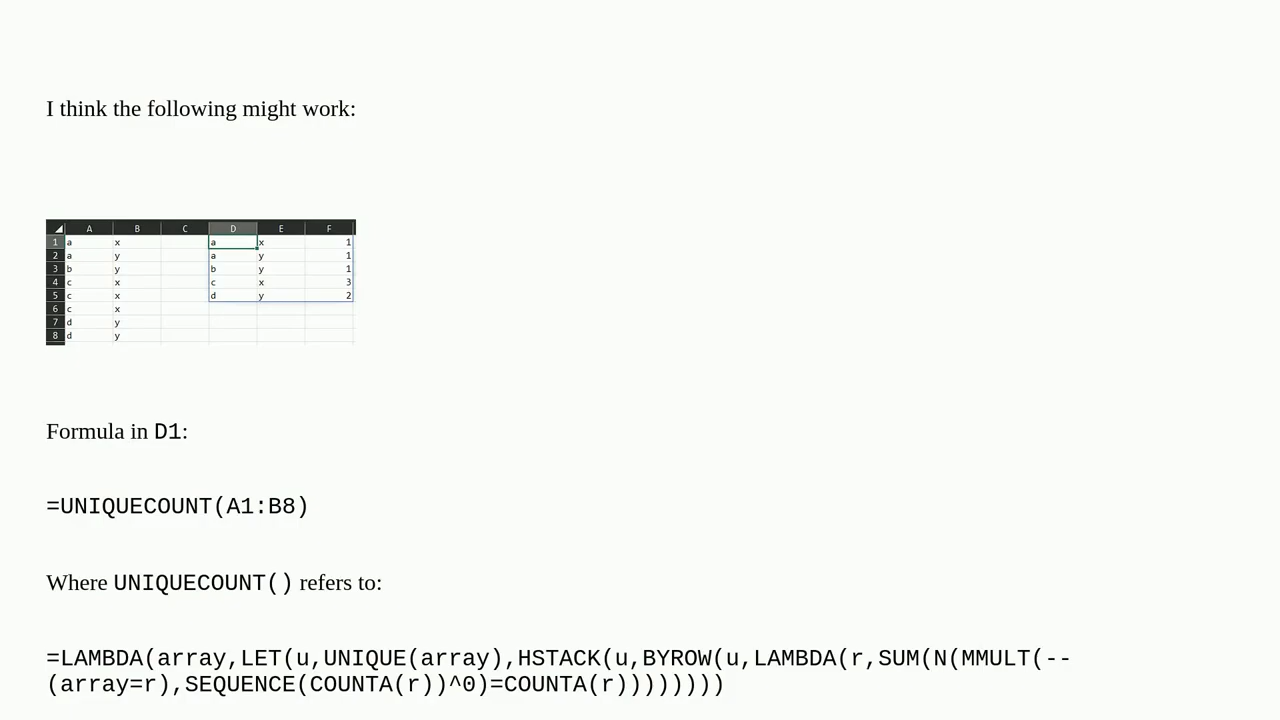 I think the following might work:
A B C D E F
1 a x a x 1
2 a y a y 1
3 b y b y 1
4 c x c x 3
5 c x d y 2
6 c x
7 d y
8 d y
Formula in D1:
=UNIQUECOUNT(A1:B8)
Where UNIQUECOUNT() refers to:
=LAMBDA(array,LET(u,UNIQUE(array),HSTACK(u,BYROW(u,LAMBDA(r,SUM(N(MMULT(--
(array=r),SEQUENCE(COUNTA(r))^0)=COUNTA(r))))))))